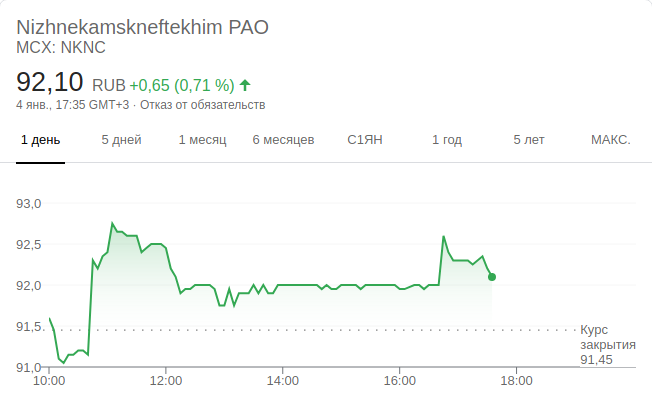 Nizhnekamskneftekhim PAO
MCX: NKNC
92,10 RUB +0,65 (0,71 %)
4 янв., 17:35 GMT+3 · Отказ от обязательств
1 день 5 дней 1 месяц 6 месяцев С1ЯН 1 год 5 лет МАКС.
93,0
92,5
92,0
91,5
91,0
Курс
закрытия
91,45
10:00 12:00 14:00 16:00 18:00